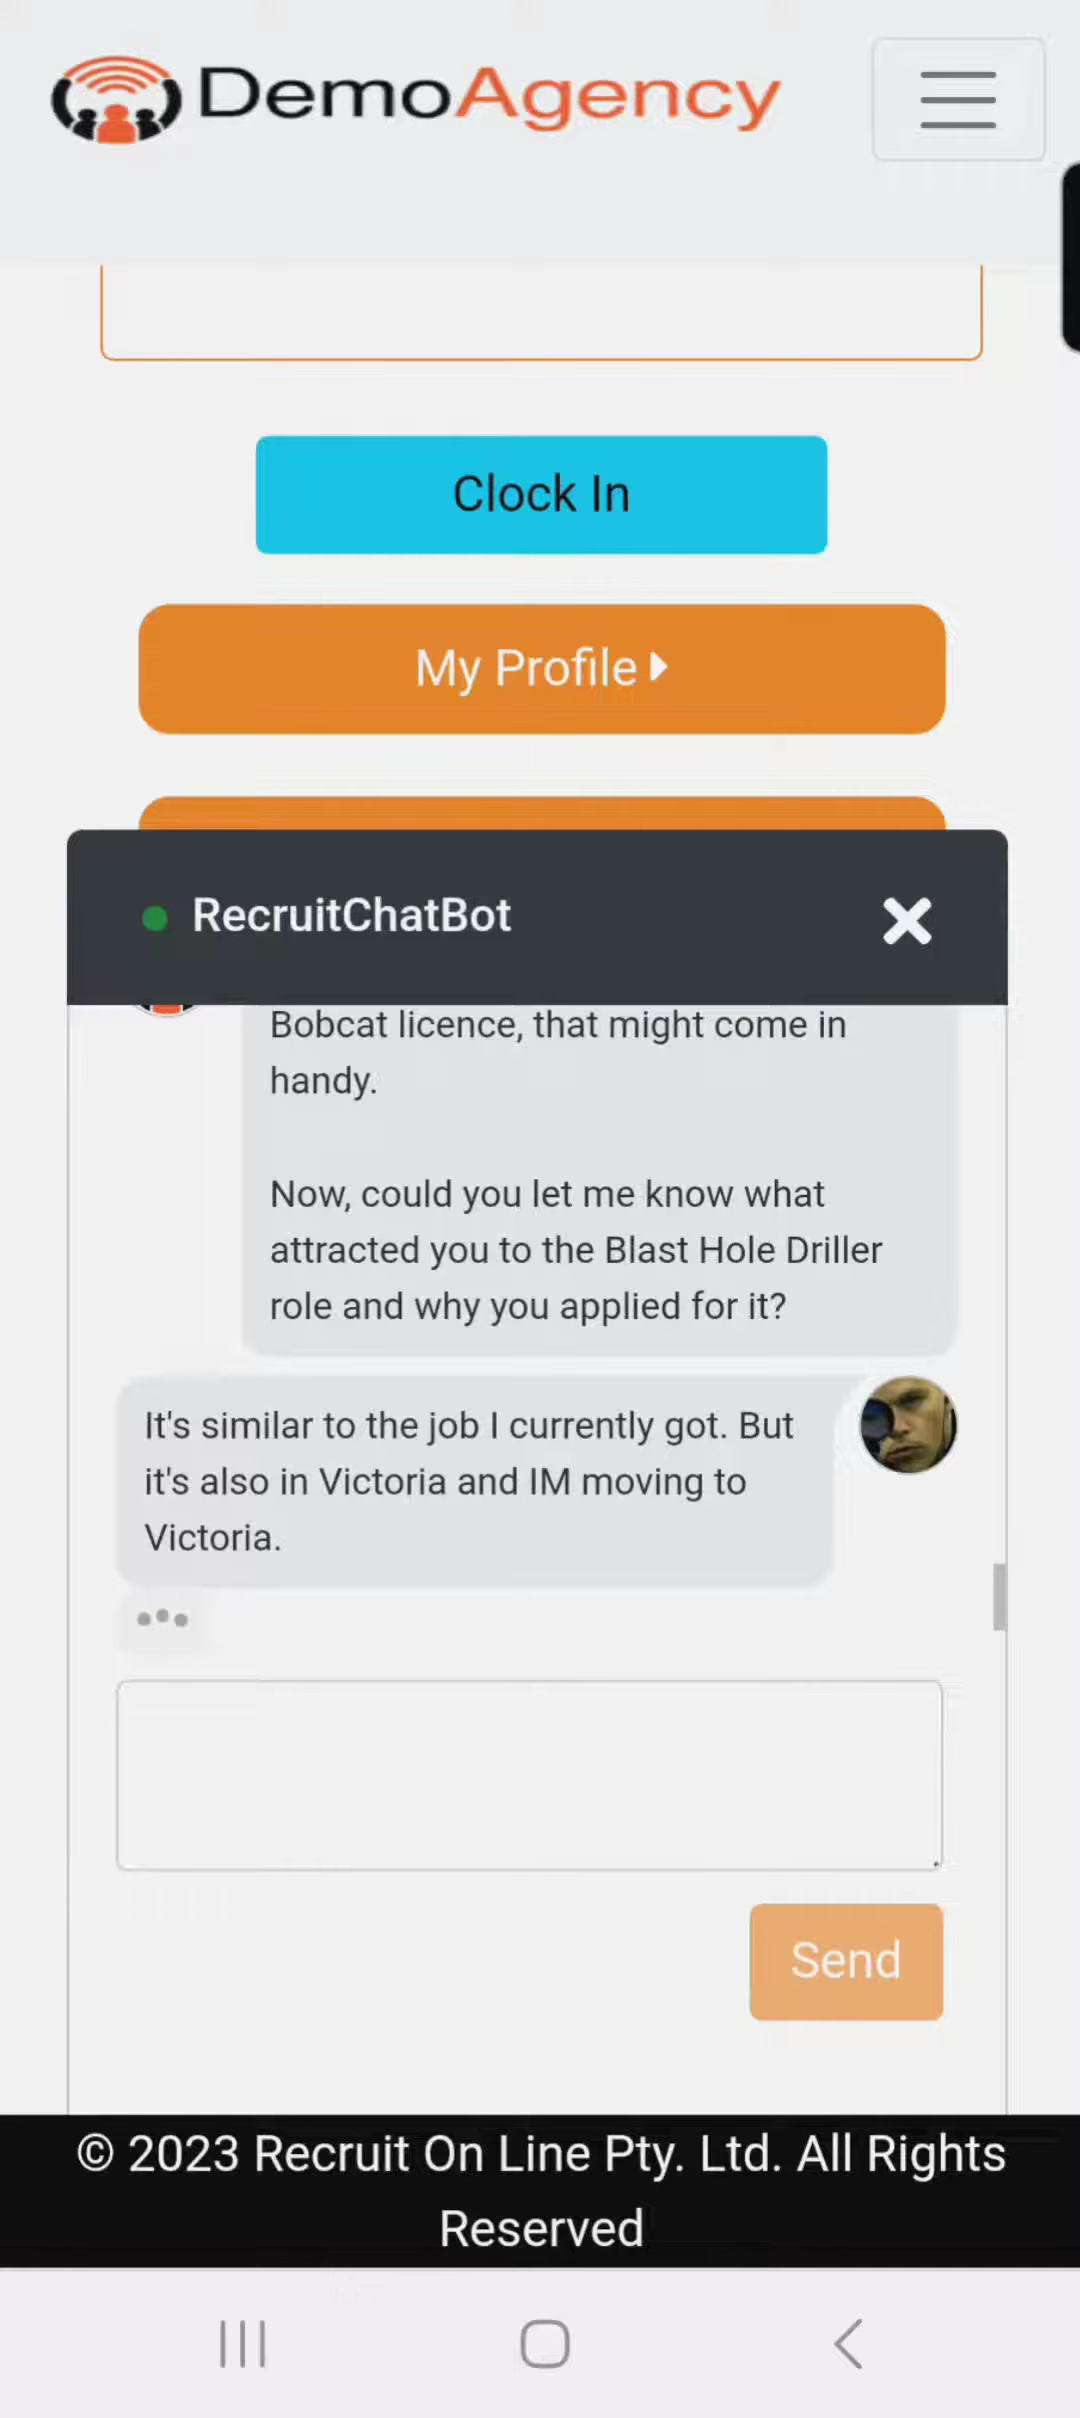 DemoAgency
Clock In
My Profile
RecruitChatBot
Bobcat licence, that might come in
handy.
Now, could you let me know what
attracted you to the Blast Hole Driller
role and why you applied for it?
It's similar to the job I currently got. But
it's also in Victoria and IM moving to
Victoria.
Send
© 2023 Recruit On Line Pty. Ltd. All Rights
Reserved